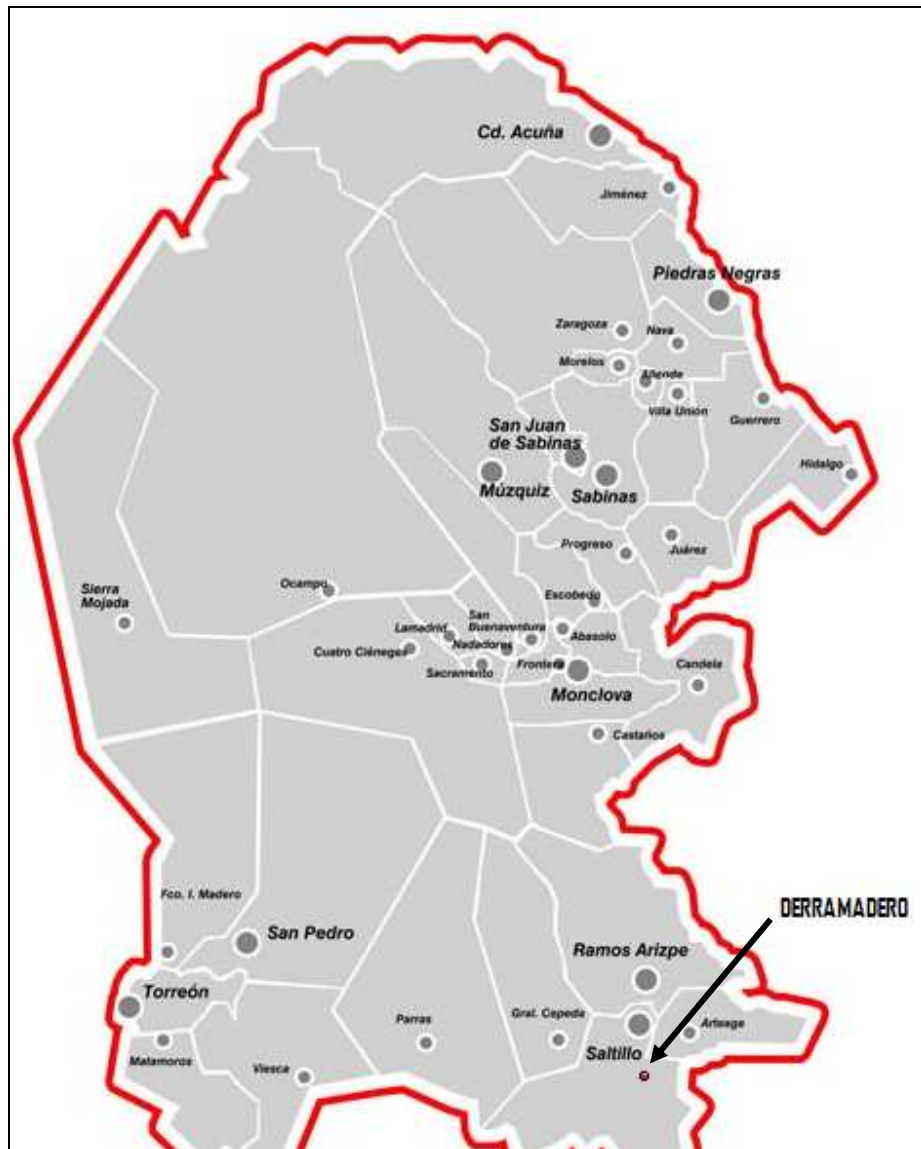 Cd. Acuña
Jiménez
Piedras Negras
Zaragoza
Nava
Morelos
Allende
Villa Unión
Guerrero
San Juan
de Sabinas
Hidalgo
Múzquiz
Sabinas
Progreso
Juárez
Ocampo
Sierra
Mojada
Escobedo
San
Buenaventura
Lamadrid
Abasolo
Nadadores
Cuatro Ciénegas
Sacramento
Frontera
Candela
Monclova
Castaños
Fco. I. Madero
DERRAMADERO
San Pedro
Ramos Arizpe
Torreón
Parras
Gral. Cepeda
Arteaga
Saltillo
Matamoros
Viesca